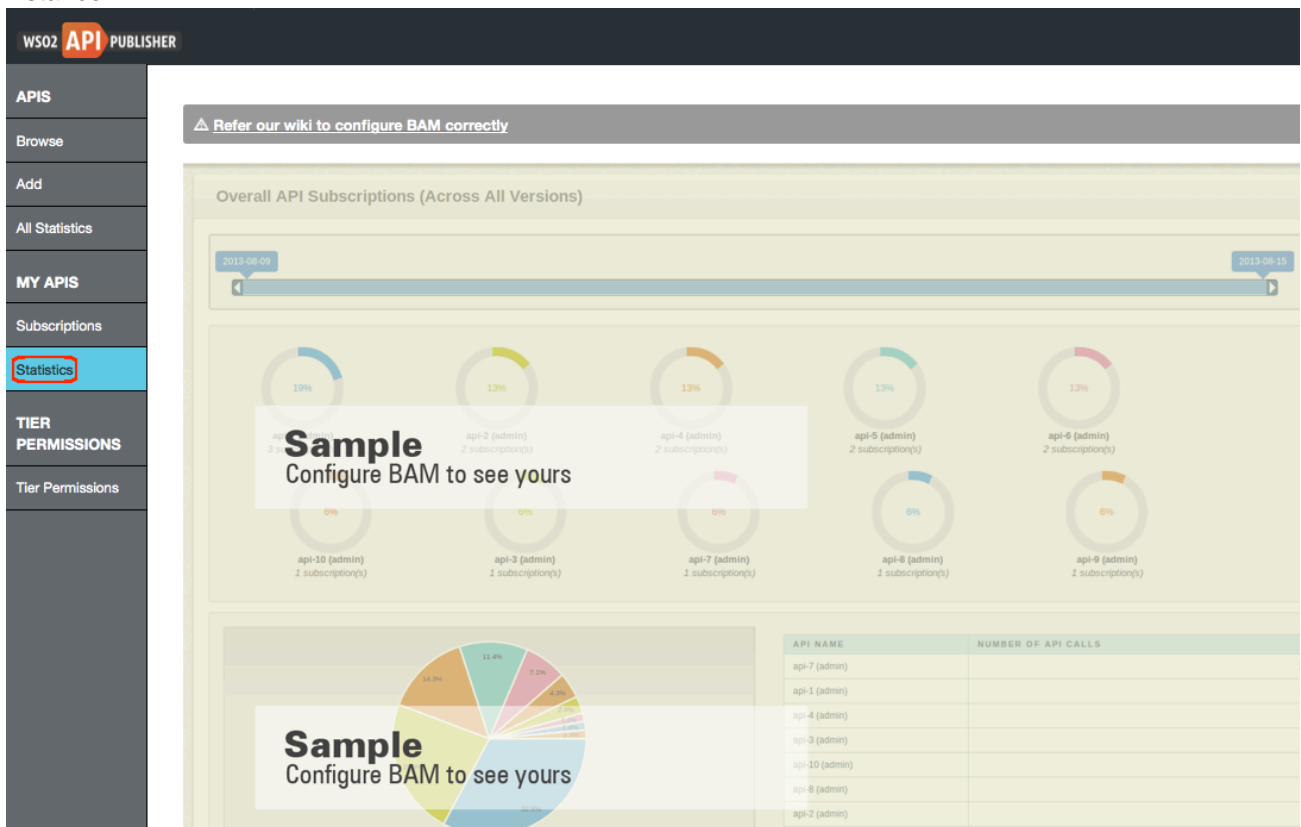 WSO2 API PUBLISHER
APIS
Browse
Add
All Statistics
MY APIS
Subscriptions
Statistics
TIER
PERMISSIONS
Tier Permissions
Refer our wiki to configure BAM correctly
Overall API Subscriptions (Across All Versions)
2013-08-09
2013-08-15
19%
13%
13%
13%
13%
api-2 (admin)
2 subscription(s)
api-4 (admin)
2 subscription(s)
api-5 (admin)
2 subscription(s)
api-6 (admin)
2 subscription(s)
Sample
Configure BAM to see yours
6%
6%
6%
6%
6%
api-10 (admin)
1 subscription(s)
api-3 (admin)
1 subscription(s)
api-7 (admin)
1 subscription(s)
api-8 (admin)
1 subscription(s)
api-9 (admin)
1 subscription(s)
14.3%
11.4%
7.1%
4.3%
Sample
Configure BAM to see yours
API NAME NUMBER OF API CALLS
api-7 (admin)
api-1 (admin)
api-4 (admin)
api-3 (admin)
api-10 (admin)
api-8 (admin)
api-2 (admin)